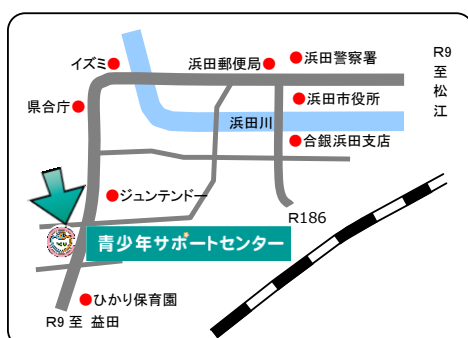 イズミ
浜田郵便局
浜田警察署
R9
至
松
江
県合庁
浜田市役所
浜田川
合銀浜田支店
ジュンテンドー
R186
青少年サポートセンター
ひかり保育園
R9 至 益田